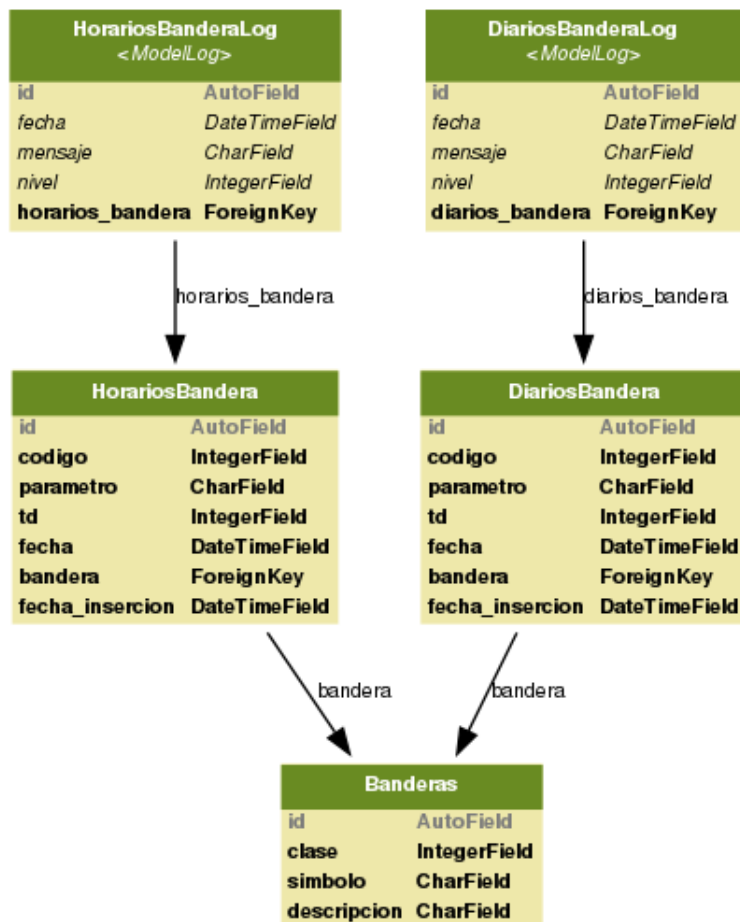 HorariosBanderaLog
<ModelLog>
id AutoField
fecha DateTimeField
mensaje CharField
nivel IntegerField
horarios_bandera ForeignKey
DiariosBanderaLog
<ModelLog>
id AutoField
fecha DateTimeField
mensaje CharField
nivel IntegerField
diarios_bandera ForeignKey
horarios_bandera
diarios_bandera
HorariosBandera
id AutoField
codigo IntegerField
parametro CharField
td IntegerField
fecha DateTimeField
bandera ForeignKey
fecha_insercion DateTimeField
DiariosBandera
id AutoField
codigo IntegerField
parametro CharField
td IntegerField
fecha DateTimeField
bandera ForeignKey
fecha_insercion DateTimeField
bandera
bandera
Banderas
id AutoField
clase IntegerField
simbolo CharField
descripcion CharField